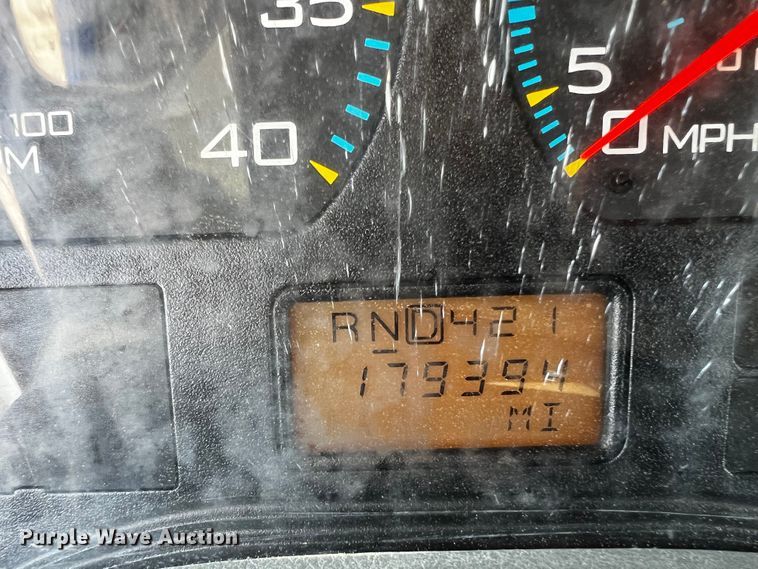 35
40
x 100
5
0 MPH
RND421
179394
MI
Purple Wave Auction